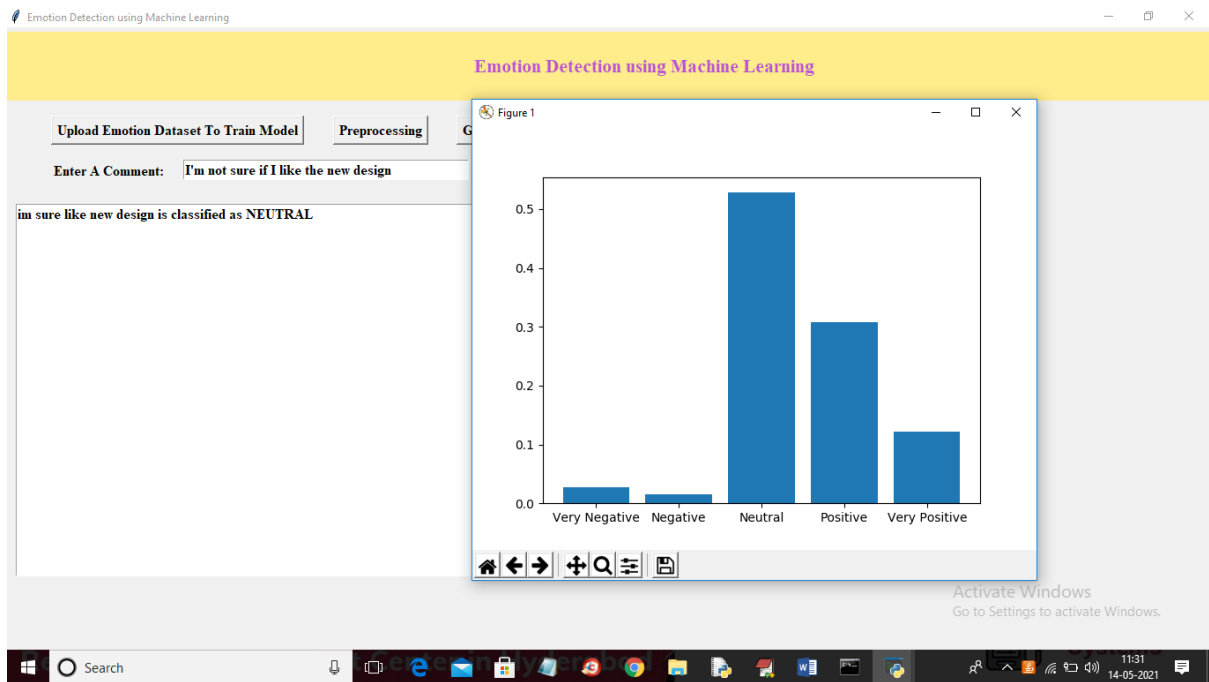 Emotion Detection using Machine Learning
Emotion Detection using Machine Learning
Upload Emotion Dataset To Train Model Preprocessing G
Enter A Comment: I'm not sure if I like the new design
im sure like new design is classified as NEUTRAL
Figure 1
0.5
0.4
0.3
0.2
0.1
0.0
Very Negative Negative Neutral Positive Very Positive
Activate Windows
Go to Settings to activate Windows.
Search
11:31
14-05-2021